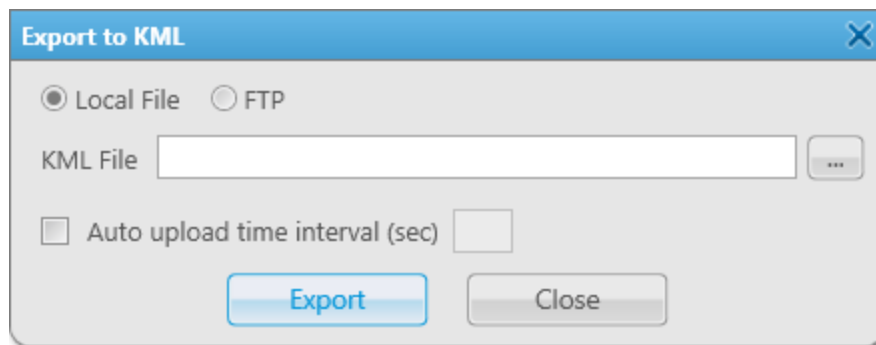 Export to KML
Local File FTP
KML File ...
Auto upload time interval (sec)
Export Close